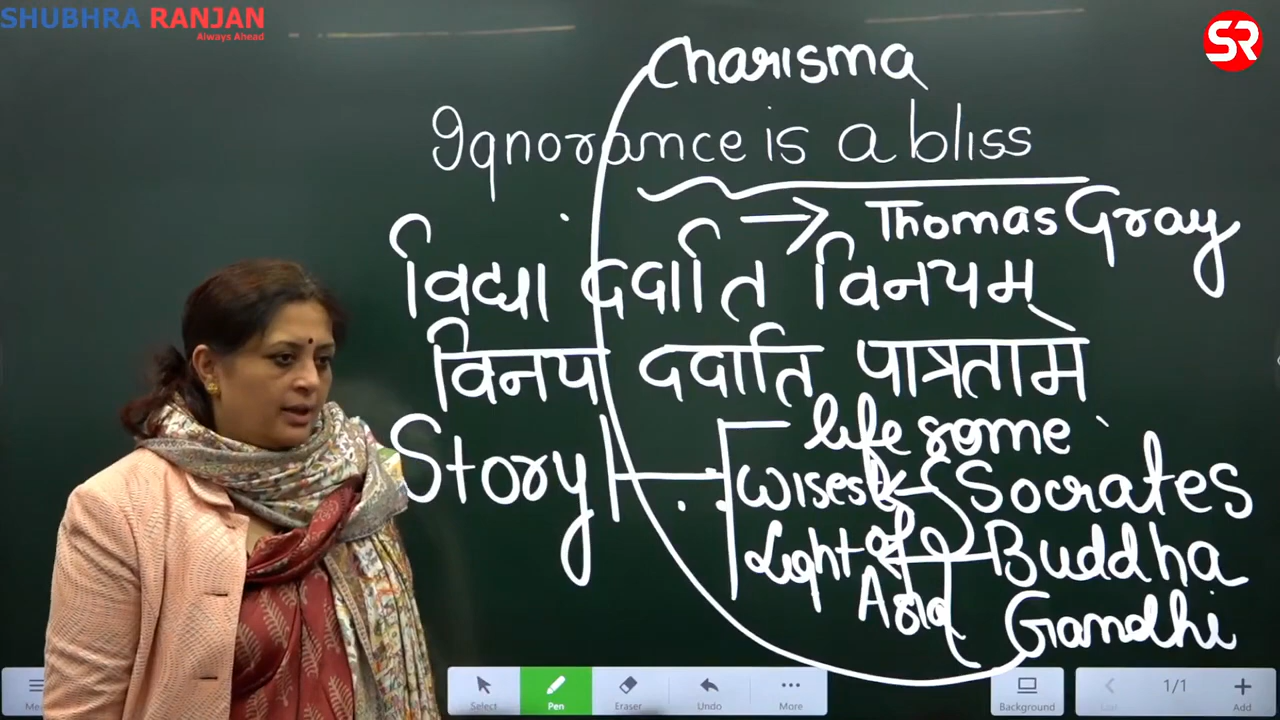 SHUBHRA RANJAN
Always Ahead
SR
Charisma
Ignorance is a bliss
→ Thomas Gray
विद्या ददाति विनयम्
विनय ददाति पात्रतामे
Story
life some
wisest Socrates
Light of Buddha
Asia Gandhi
Select
Pen
Eraser
Undo
More
Background
1/1
Add